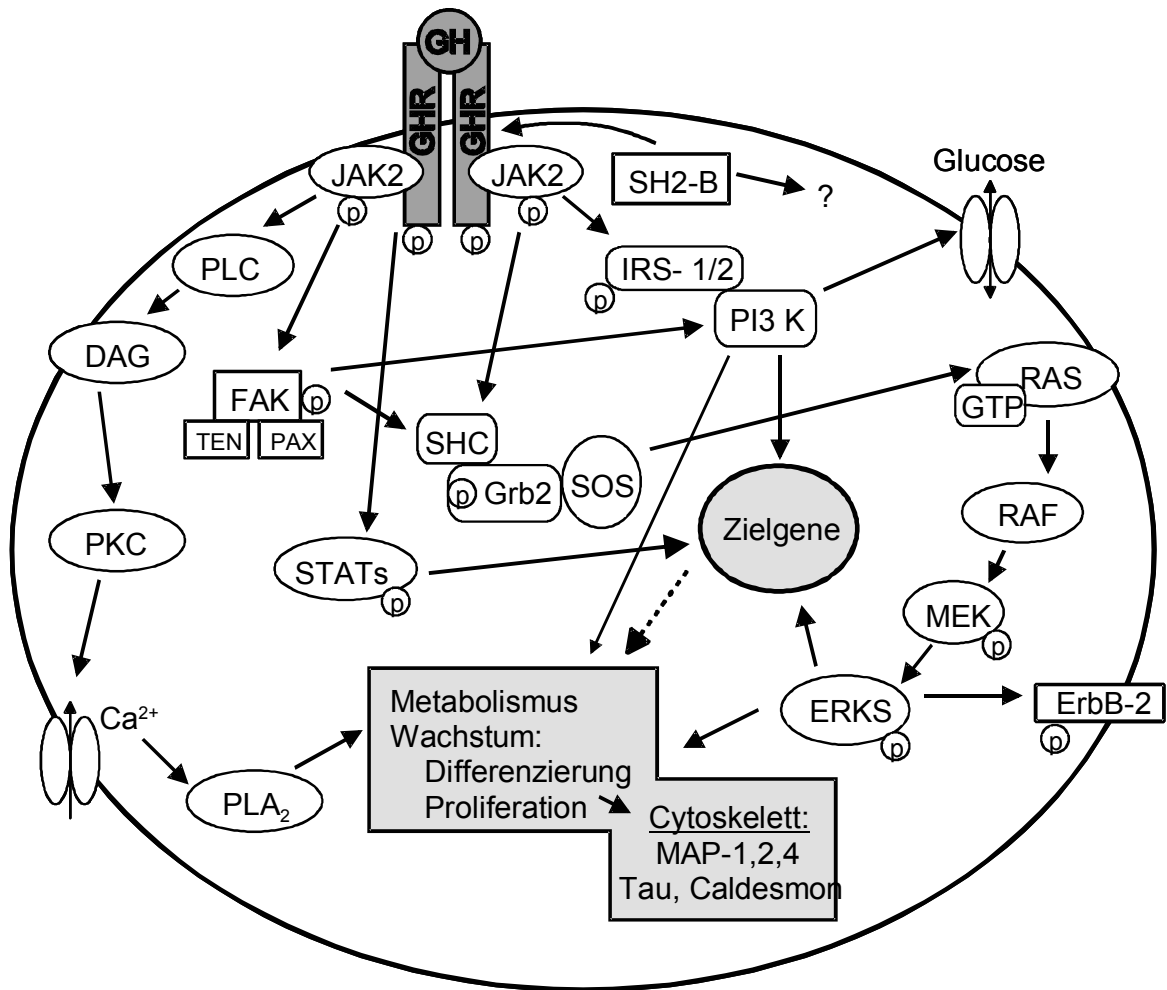 GH
GHR
GHR
JAK2
p
JAK2
p
SH2-B
?
Glucose
p
p
PLC
IRS- 1/2
p
PI3 K
DAG
FAK
p
TEN
PAX
SHC
p
Grb2
SOS
RAS
GTP
RAF
PKC
STATs
p
Zielgene
MEK
p
ERKS
p
ErbB-2
p
Ca²⁺
PLA₂
Metabolismus
Wachstum:
Differenzierung
Proliferation
Cytoskelett:
MAP-1,2,4
Tau, Caldesmon